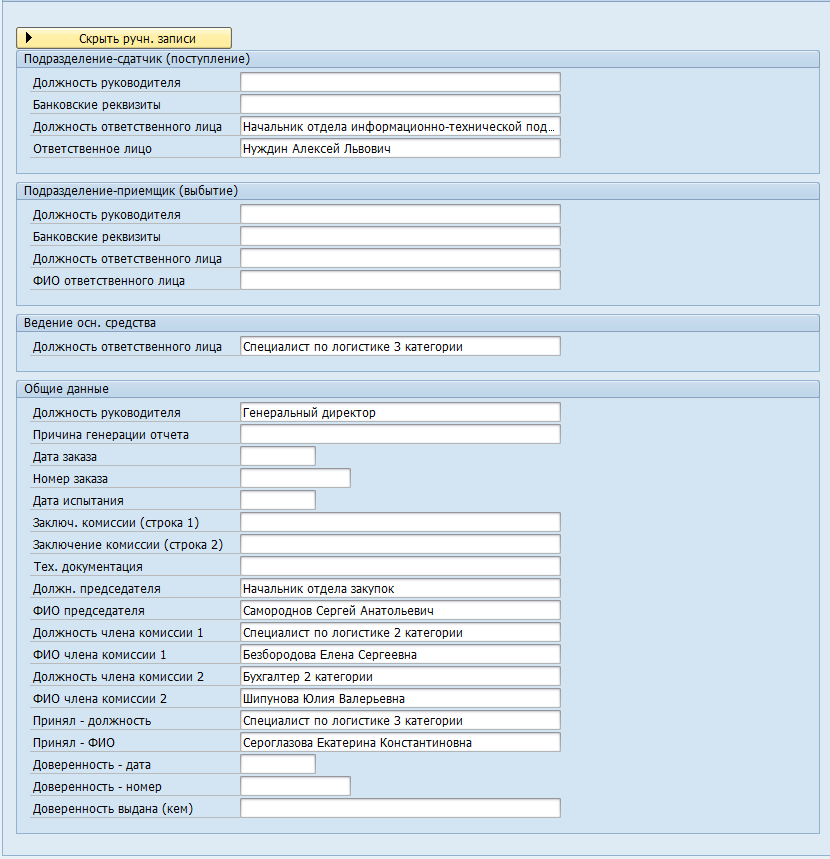 Скрыть ручн. записи
Подразделение-сдатчик (поступление)
Должность руководителя
Банковские реквизиты
Должность ответственного лица Начальник отдела информационно-технической под...
Ответственное лицо Нуждин Алексей Львович
Подразделение-приемщик (выбытие)
Должность руководителя
Банковские реквизиты
Должность ответственного лица
ФИО ответственного лица
Ведение осн. средства
Должность ответственного лица Специалист по логистике 3 категории
Общие данные
Должность руководителя Генеральный директор
Причина генерации отчета
Дата заказа
Номер заказа
Дата испытания
Заключ. комиссии (строка 1)
Заключение комиссии (строка 2)
Тех. документация
Должн. председателя Начальник отдела закупок
ФИО председателя Самороднов Сергей Анатольевич
Должность члена комиссии 1 Специалист по логистике 2 категории
ФИО члена комиссии 1 Безбородова Елена Сергеевна
Должность члена комиссии 2 Бухгалтер 2 категории
ФИО члена комиссии 2 Шипунова Юлия Валерьевна
Принял - должность Специалист по логистике 3 категории
Принял - ФИО Сероглазова Екатерина Константиновна
Доверенность - дата
Доверенность - номер
Доверенность выдана (кем)